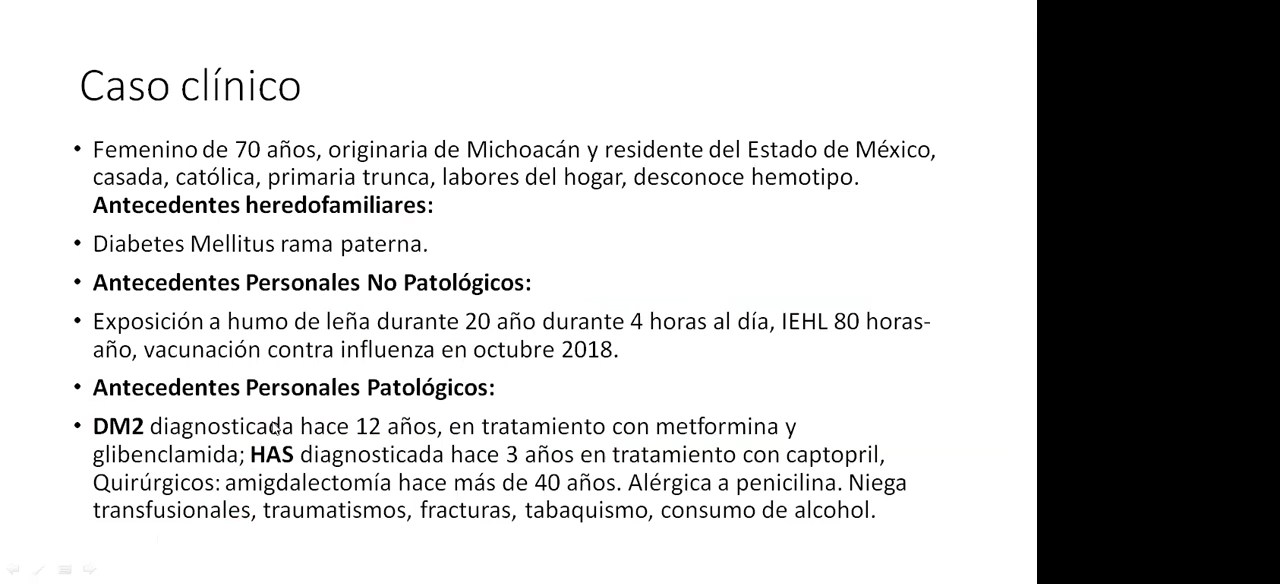 Caso clínico
• Femenino de 70 años, originaria de Michoacán y residente del Estado de México,
casada, católica, primaria trunca, labores del hogar, desconoce hemotipo.
Antecedentes heredofamiliares:
• Diabetes Mellitus rama paterna.
• Antecedentes Personales No Patológicos:
• Exposición a humo de leña durante 20 año durante 4 horas al día, IEHL 80 horas-
año, vacunación contra influenza en octubre 2018.
• Antecedentes Personales Patológicos:
• DM2 diagnosticada hace 12 años, en tratamiento con metformina y
glibenclamida; HAS diagnosticada hace 3 años en tratamiento con captopril,
Quirúrgicos: amigdalectomía hace más de 40 años. Alérgica a penicilina. Niega
transfusionales, traumatismos, fracturas, tabaquismo, consumo de alcohol.